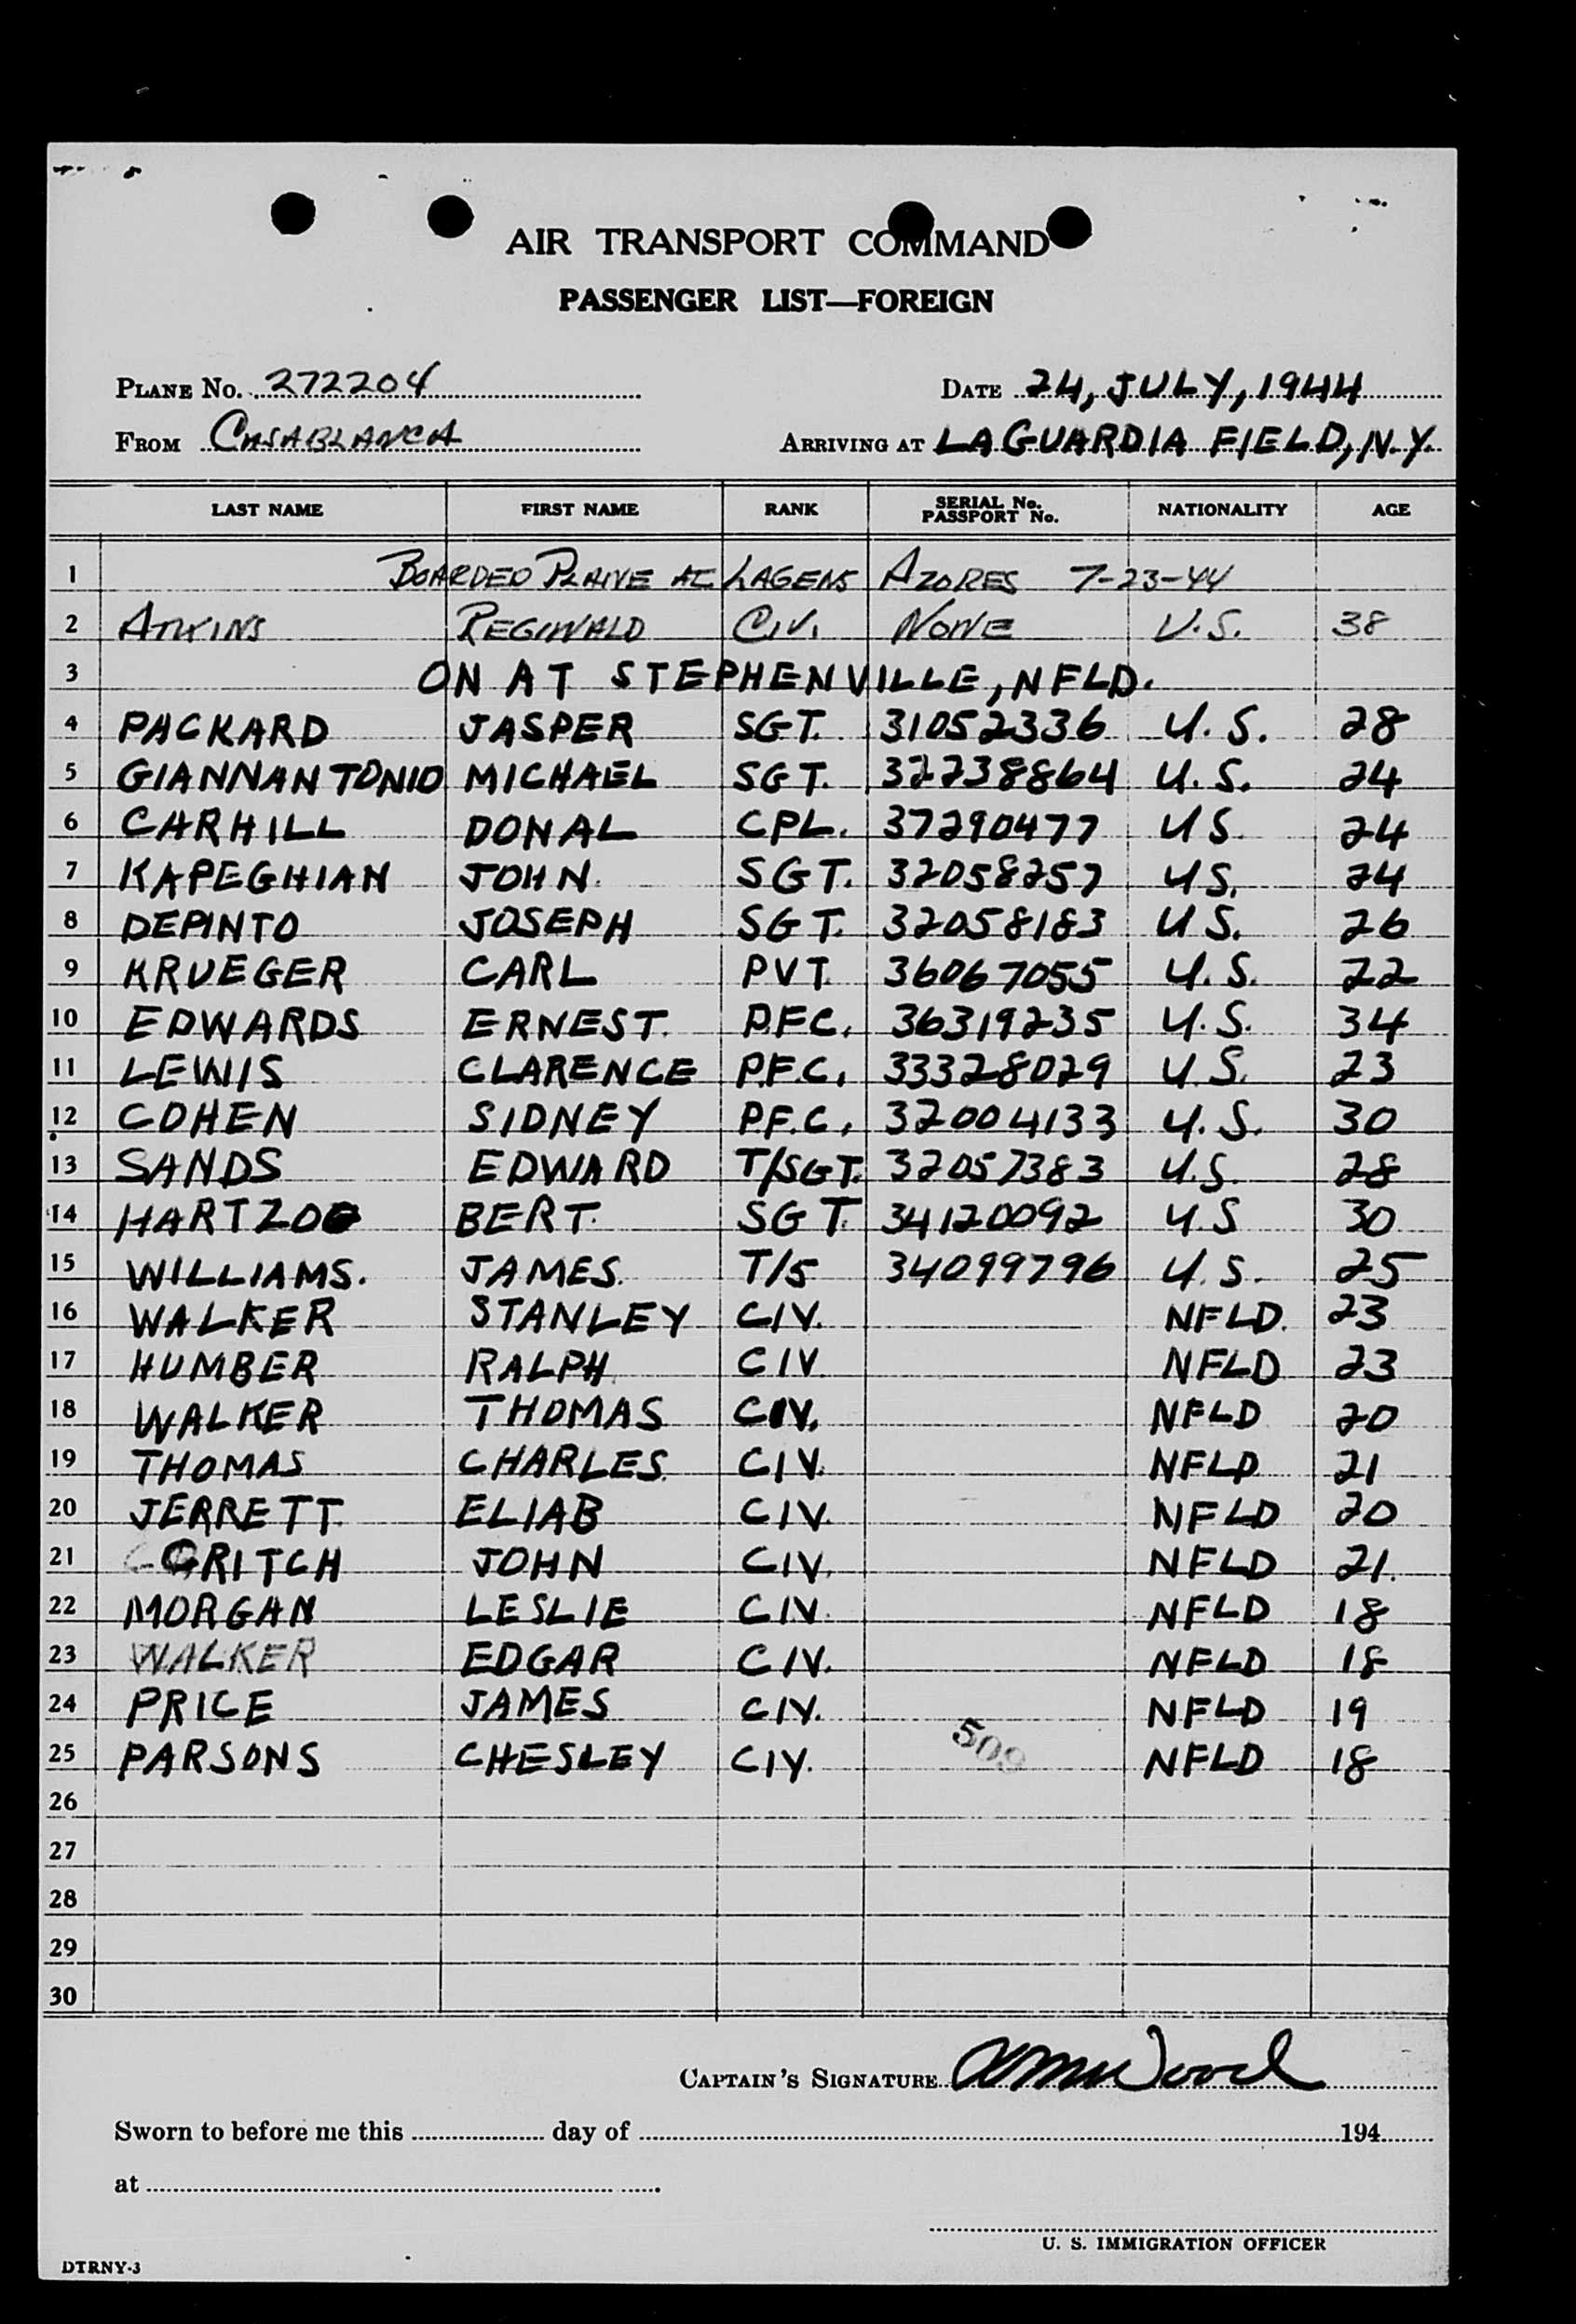 AIR TRANSPORT COMMAND
PASSENGER LIST—FOREIGN
PLANE No. 272204 DATE 24, JULY, 1944
FROM CASABLANCA ARRIVING AT LAGUARDIA FIELD, N.Y.
LAST NAME FIRST NAME RANK SERIAL No. PASSPORT No. NATIONALITY AGE
1 BOARDED PLANE AT LAGENS AZORES 7-23-44
2 ATKINS REGINALD CIV. NONE U.S. 38
3 ON AT STEPHENVILLE, NFLD.
4 PACKARD JASPER SGT. 31052336 U.S. 28
5 GIANNANTONIO MICHAEL SGT. 32238864 U.S. 24
6 CARHILL DONAL CPL. 37290477 US. 24
7 KAPEGHIAN JOHN. SGT. 32058257 US. 24
8 DEPINTO JOSEPH SGT. 32058183 US. 26
9 KRUEGER CARL PVT. 36067055 U.S. 22
10 EDWARDS ERNEST. P.F.C. 36319235 U.S. 34
11 LEWIS CLARENCE P.F.C. 33328029 U.S. 23
12 COHEN SIDNEY P.F.C. 32004133 U.S. 30
13 SANDS EDWARD T/SGT. 32057383 U.S. 28
14 HARTZOG BERT. SGT. 34120092 U.S 30
15 WILLIAMS. JAMES. T/5 34099796 U.S. 25
16 WALKER STANLEY CIV. NFLD. 23
17 HUMBER RALPH. CIV. NFLD 23
18 WALKER THOMAS CIV. NFLD 20
19 THOMAS CHARLES. CIV. NFLD 21
20 JERRETT. ELIAB CIV. NFLD 20
21 CRITCH JOHN CIV. NFLD 21.
22 MORGAN LESLIE CIV. NFLD 18
23 WALKER EDGAR CIV. NFLD 18
24 PRICE JAMES CIV. NFLD 19
25 PARSONS CHESLEY CIV. 509 NFLD 18
26
27
28
29
30
CAPTAIN'S SIGNATURE Wood
Sworn to before me this day of 194
at
U. S. IMMIGRATION OFFICER
DTRNY-3